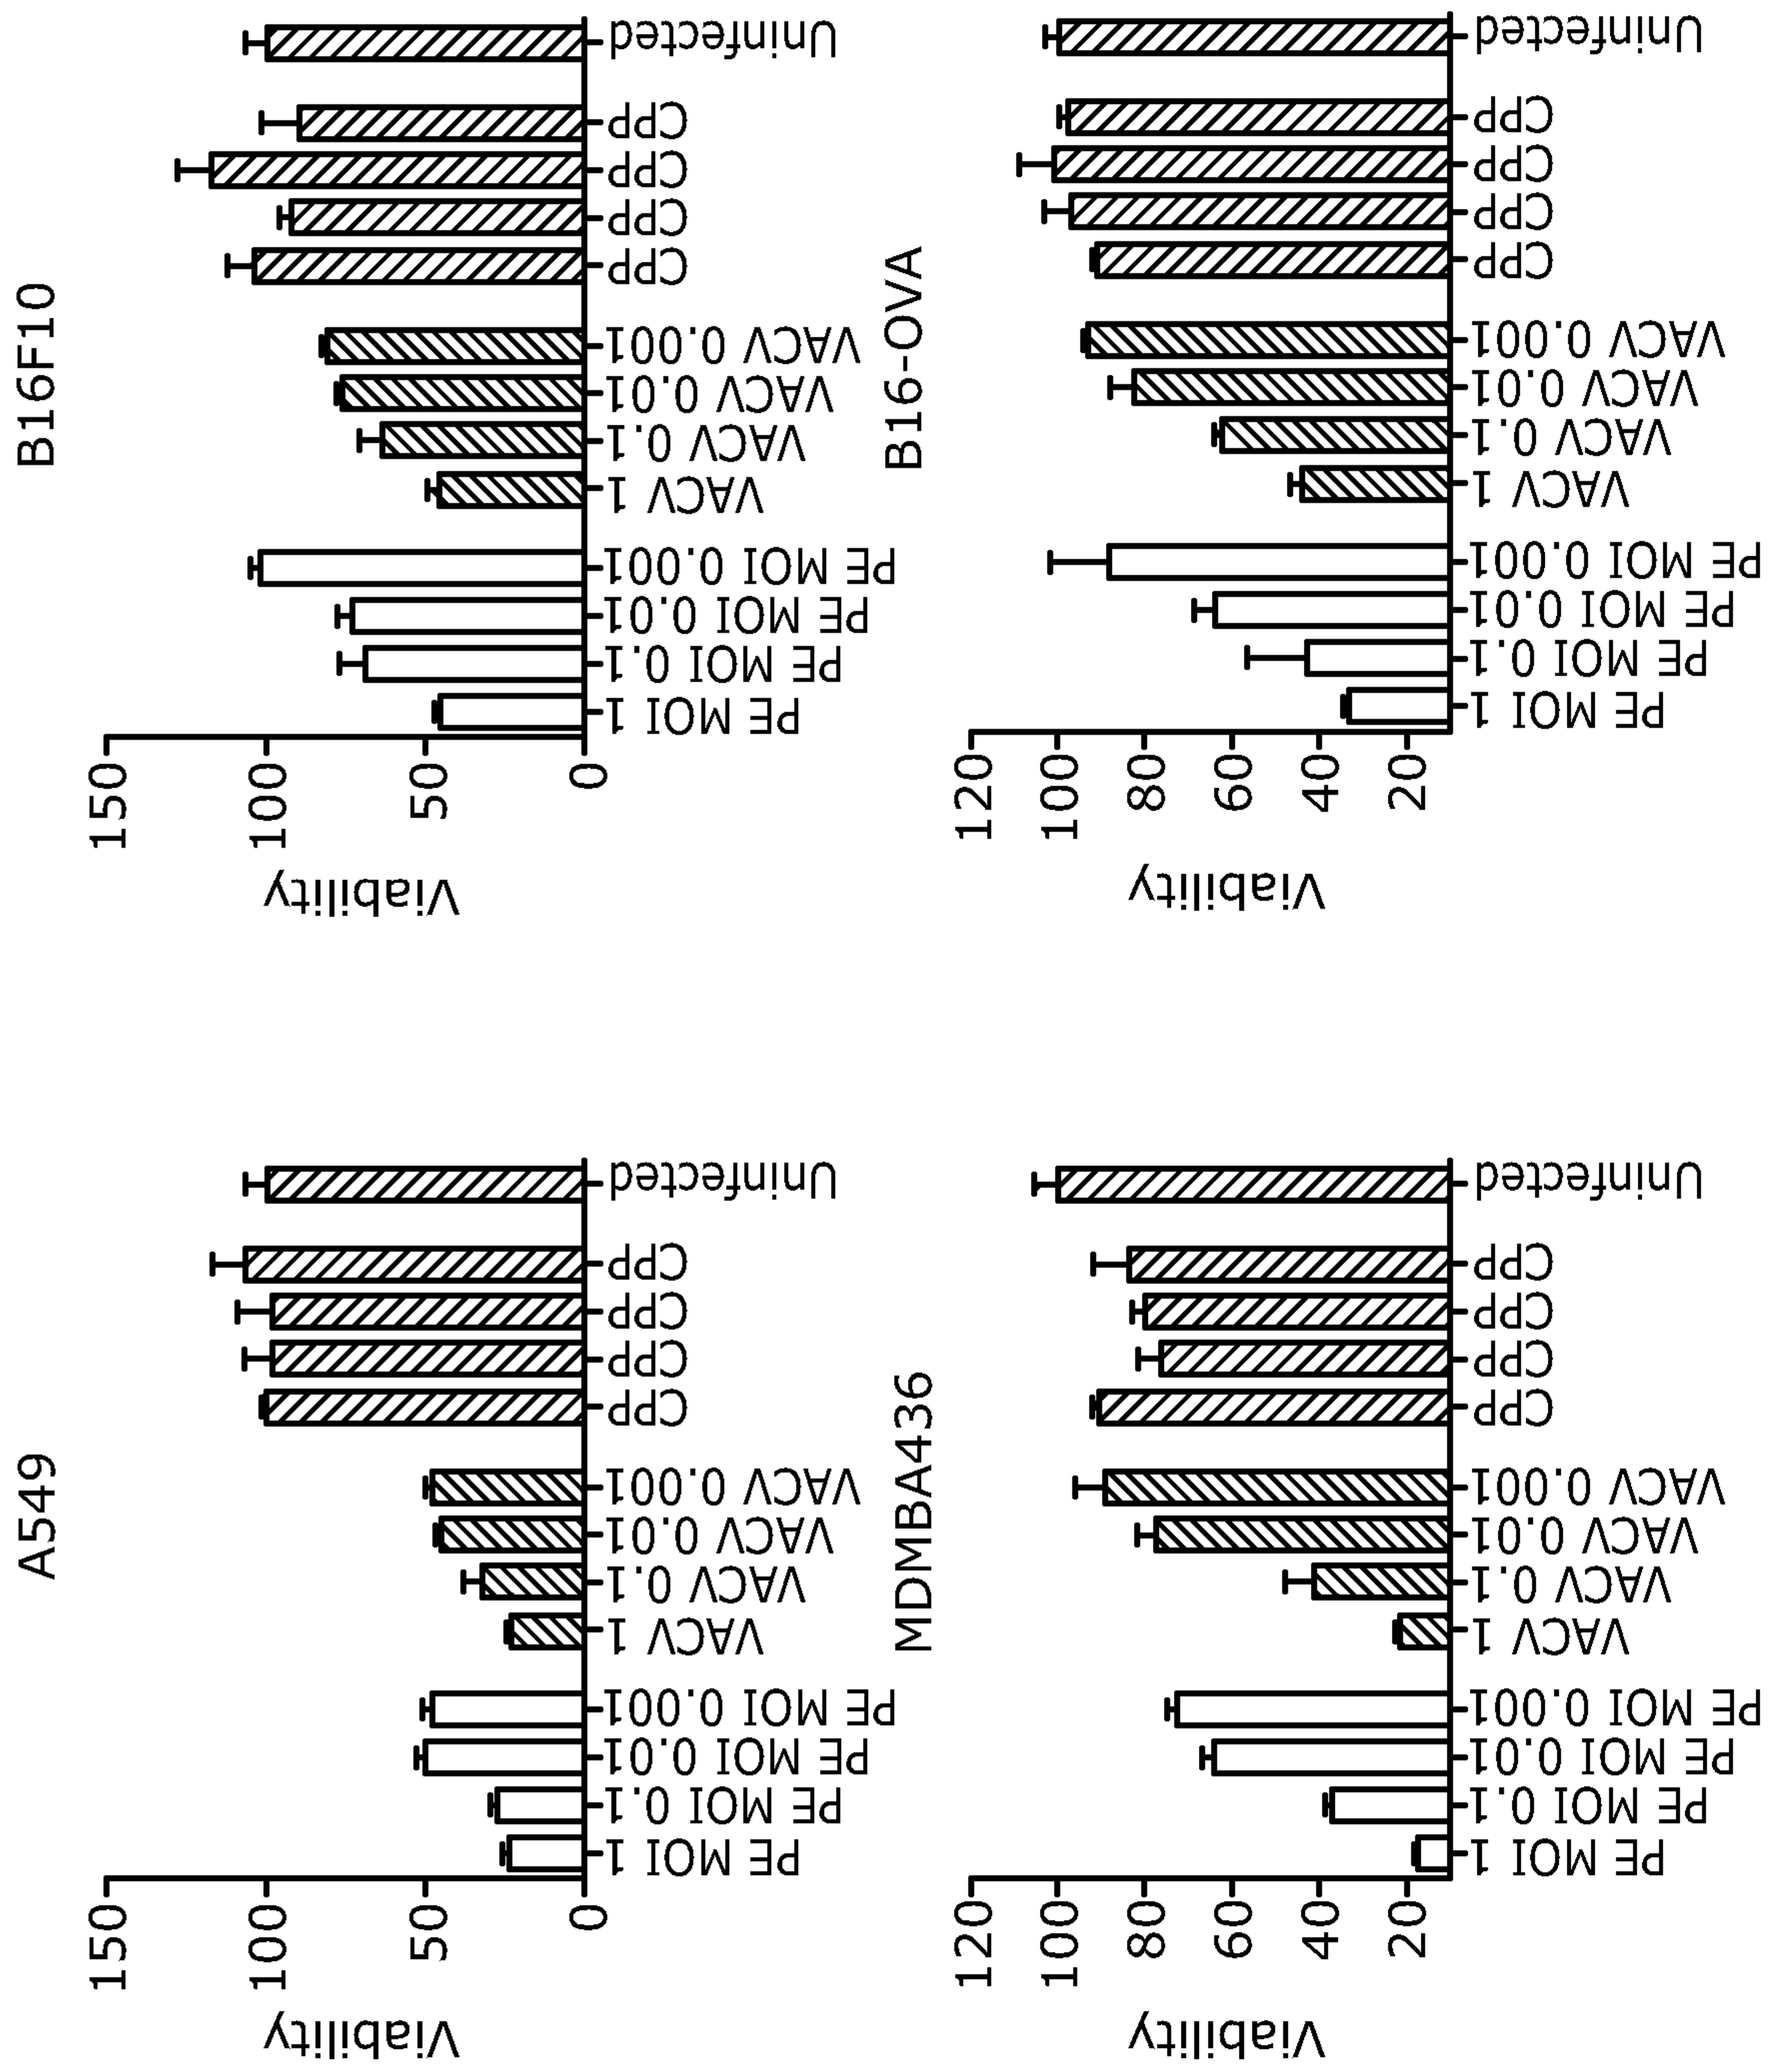 A549
Viability
150
100
50
0
PE MOI 1
PE MOI 0.1
PE MOI 0.01
PE MOI 0.001
VACV 1
VACV 0.1
VACV 0.01
VACV 0.001
CPP
CPP
CPP
CPP
Uninfected
B16F10
Viability
150
100
50
0
PE MOI 1
PE MOI 0.1
PE MOI 0.01
PE MOI 0.001
VACV 1
VACV 0.1
VACV 0.01
VACV 0.001
CPP
CPP
CPP
CPP
Uninfected
MDMBA436
Viability
120
100
80
60
40
20
PE MOI 1
PE MOI 0.1
PE MOI 0.01
PE MOI 0.001
VACV 1
VACV 0.1
VACV 0.01
VACV 0.001
CPP
CPP
CPP
CPP
Uninfected
B16-OVA
Viability
120
100
80
60
40
20
PE MOI 1
PE MOI 0.1
PE MOI 0.01
PE MOI 0.001
VACV 1
VACV 0.1
VACV 0.01
VACV 0.001
CPP
CPP
CPP
CPP
Uninfected